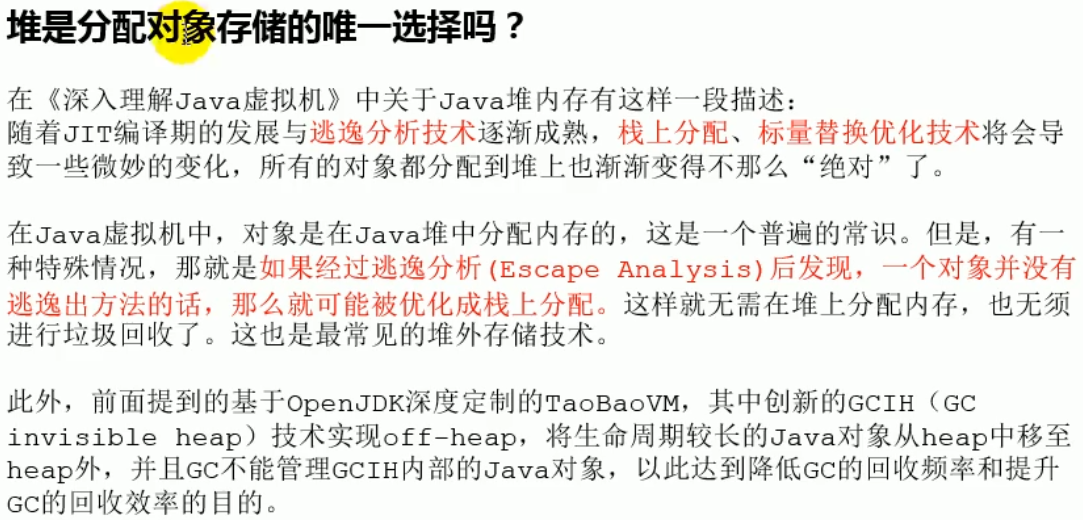 堆是分配对象存储的唯一选择吗？
在《深入理解Java虚拟机》中关于Java堆内存有这样一段描述：
随着JIT编译期的发展与逃逸分析技术逐渐成熟，栈上分配、标量替换优化技术将会导
致一些微妙的变化，所有的对象都分配到堆上也渐渐变得不那么“绝对”了。
在Java虚拟机中，对象是在Java堆中分配内存的，这是一个普遍的常识。但是，有一
种特殊情况，那就是如果经过逃逸分析(Escape Analysis)后发现，一个对象并没有
逃逸出方法的话，那么就可能被优化成栈上分配。这样就无需在堆上分配内存，也无须
进行垃圾回收了。这也是最常见的堆外存储技术。
此外，前面提到的基于OpenJDK深度定制的TaoBaoVM，其中创新的GCIH（GC
invisible heap）技术实现off-heap，将生命周期较长的Java对象从heap中移至
heap外，并且GC不能管理GCIH内部的Java对象，以此达到降低GC的回收频率和提升
GC的回收效率的目的。